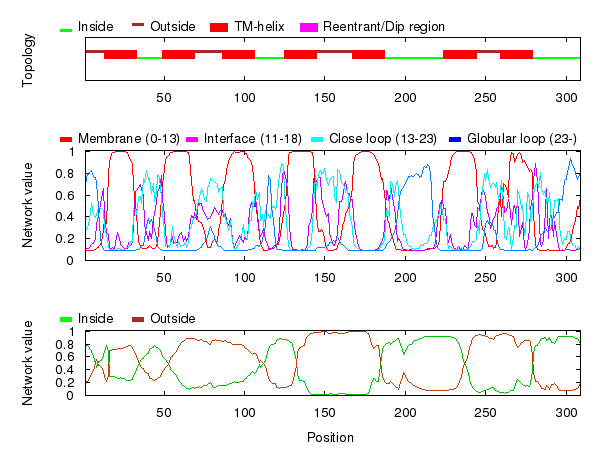 Inside Outside TM-helix Reentrant/Dip region
Topology
50 100 150 200 250 300
Membrane (0-13) Interface (11-18) Close loop (13-23) Globular loop (23-)
Network value
1
0.8
0.6
0.4
0.2
0
50 100 150 200 250 300
Inside Outside
Network value
1
0.8
0.6
0.4
0.2
0
50 100 150 200 250 300
Position